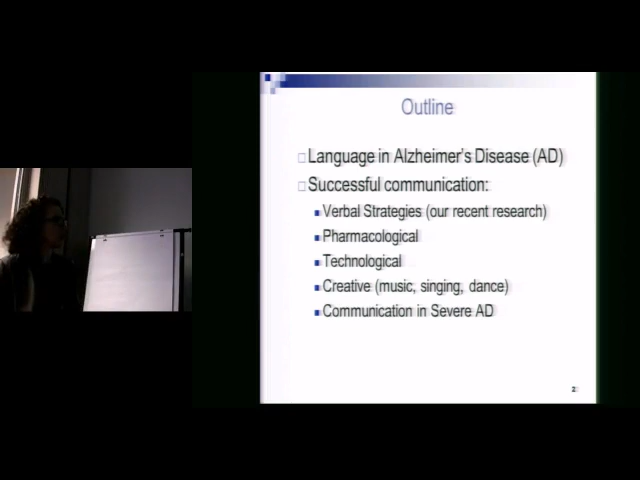 Outline
Language in Alzheimer's Disease (AD)
Successful communication:
Verbal Strategies (our recent research)
Pharmacological
Technological
Creative (music, singing, dance)
Communication in Severe AD
2